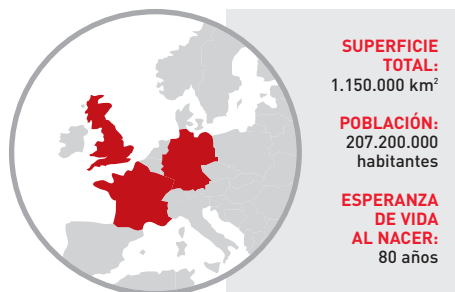 SUPERFICIE
TOTAL:
1.150.000 km²
POBLACIÓN:
207.200.000
habitantes
ESPERANZA
DE VIDA
AL NACER:
80 años